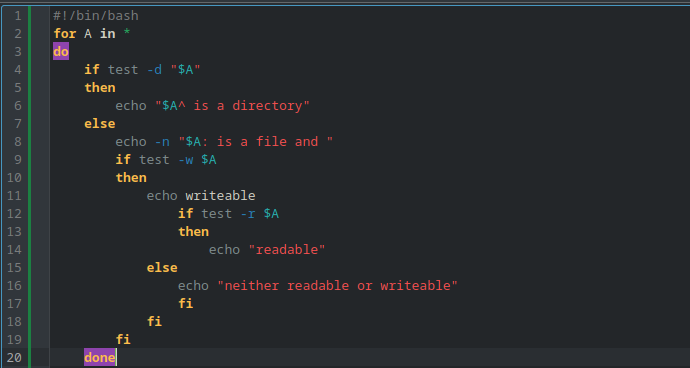 1 #!/bin/bash
2 for A in *
3 do
4     if test -d "$A"
5     then
6         echo "$A^ is a directory"
7     else
8         echo -n "$A: is a file and "
9         if test -w $A
10         then
11             echo writeable
12                 if test -r $A
13                 then
14                     echo "readable"
15             else
16                 echo "neither readable or writeable"
17                 fi
18             fi
19         fi
20     done